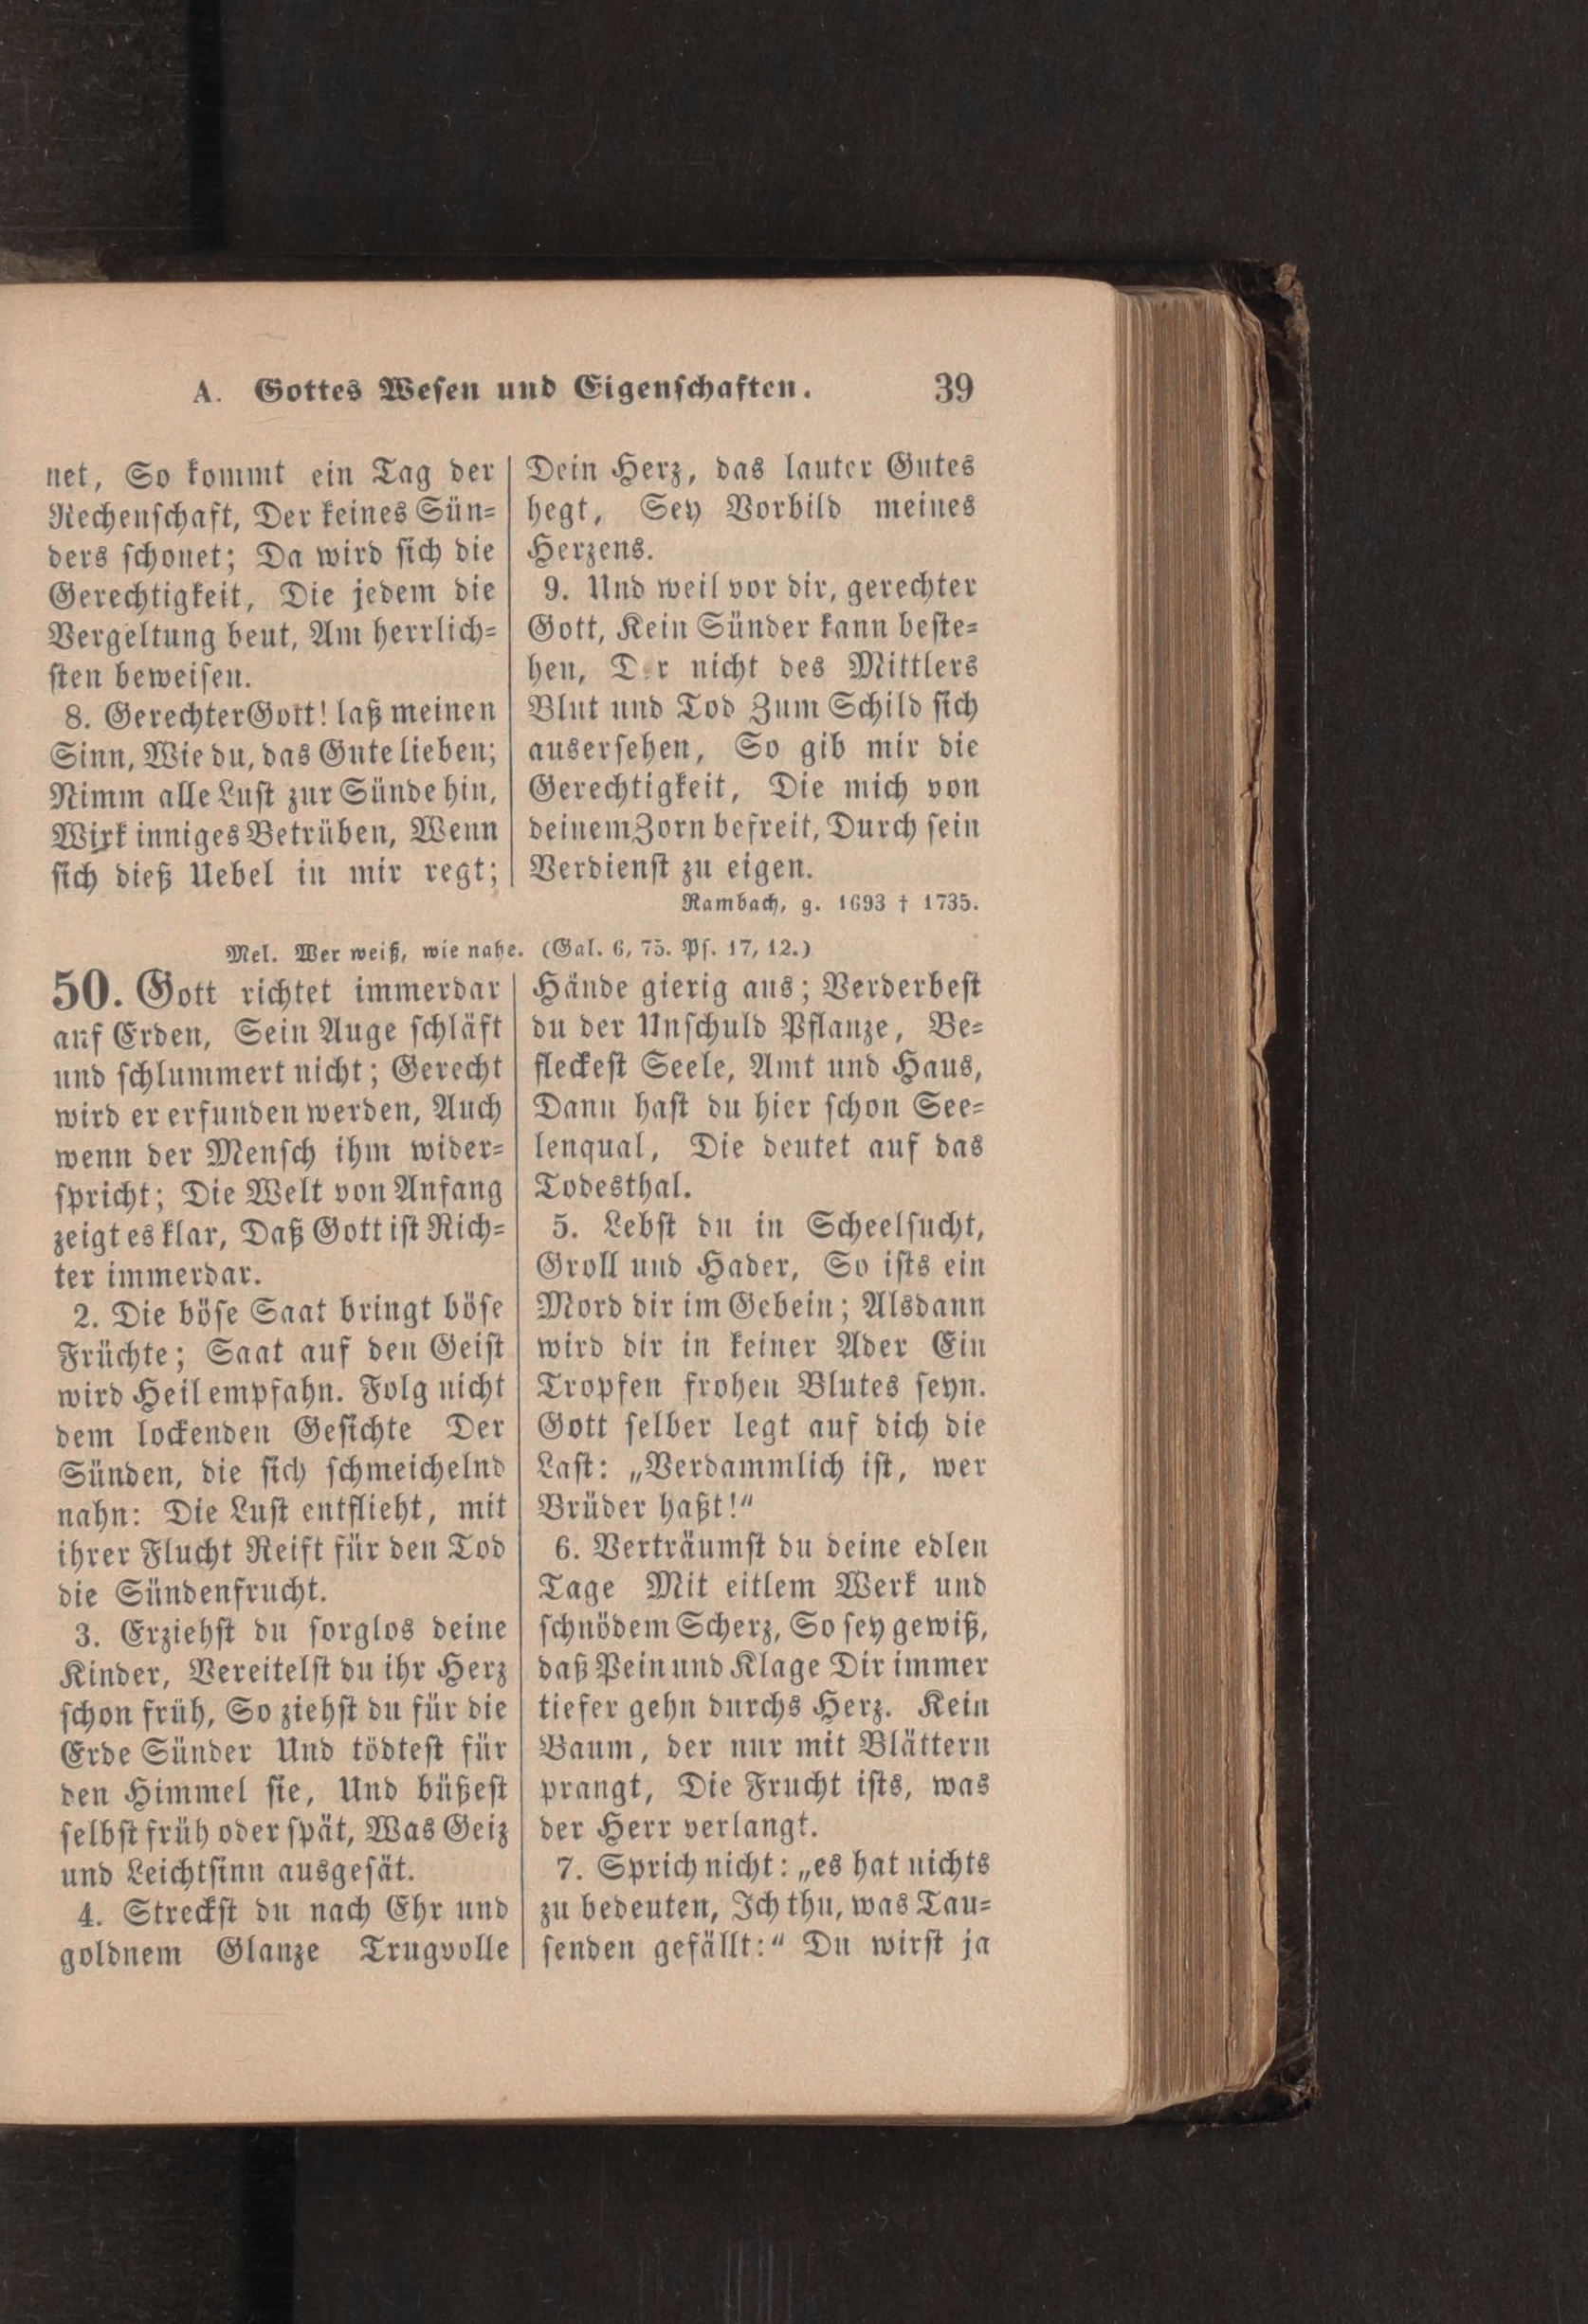 A. Gottes Wesen und Eigenschaften. 39
net, So kommt ein Tag der
Rechenschaft, Der keines Sün=
ders schonet; Da wird sich die
Gerechtigkeit, Die jedem die
Vergeltung beut, Am herrlich=
sten beweisen.
8. Gerechter Gott! laß meinen
Sinn, Wie du, das Gute lieben;
Nimm alle Lust zur Sünde hin,
Wirk inniges Betrüben, Wenn
sich dieß Uebel in mir regt;
Dein Herz, das lauter Gutes
hegt, Sey Vorbild meines
Herzens.
9. Und weil vor dir, gerechter
Gott, Kein Sünder kann beste=
hen, D r nicht des Mittlers
Blut und Tod Zum Schild sich
ausersehen, So gib mir die
Gerechtigkeit, Die mich von
deinem Zorn befreit, Durch sein
Verdienst zu eigen.
Rambach, g. 1693 † 1735.
Mel. Wer weiß, wie nahe. (Gal. 6, 75. Ps. 17, 12.)
50. Gott richtet immerdar
auf Erden, Sein Auge schläft
und schlummert nicht; Gerecht
wird er erfunden werden, Auch
wenn der Mensch ihm wider=
spricht; Die Welt von Anfang
zeigt es klar, Daß Gott ist Rich=
ter immerdar.
2. Die böse Saat bringt böse
Früchte; Saat auf den Geist
wird Heil empfahn. Folg nicht
dem lockenden Gesichte Der
Sünden, die sich schmeichelnd
nahn: Die Lust entflieht, mit
ihrer Flucht Reift für den Tod
die Sündenfrucht.
3. Erziehst du sorglos deine
Kinder, Vereitelst du ihr Herz
schon früh, So ziehst du für die
Erde Sünder Und tödtest für
den Himmel sie, Und büßest
selbst früh oder spät, Was Geiz
und Leichtsinn ausgesät.
4. Streckst du nach Ehr und
goldnem Glanze Trugvolle
Hände gierig aus; Verderbest
du der Unschuld Pflanze, Be=
fleckest Seele, Amt und Haus,
Dann hast du hier schon See=
lenqual, Die deutet auf das
Todesthal.
5. Lebst du in Scheelsucht,
Groll und Hader, So ists ein
Mord dir im Gebein; Alsdann
wird dir in keiner Ader Ein
Tropfen frohen Blutes seyn.
Gott selber legt auf dich die
Last: „Verdammlich ist, wer
Brüder haßt!“
6. Verträumst du deine edlen
Tage Mit eitlem Werk und
schnödem Scherz, So sey gewiß,
daß Pein und Klage Dir immer
tiefer gehn durchs Herz. Kein
Baum, der nur mit Blättern
prangt, Die Frucht ists, was
der Herr verlangt.
7. Sprich nicht: „es hat nichts
zu bedeuten, Ich thu, was Tau=
senden gefällt:“ Du wirst ja